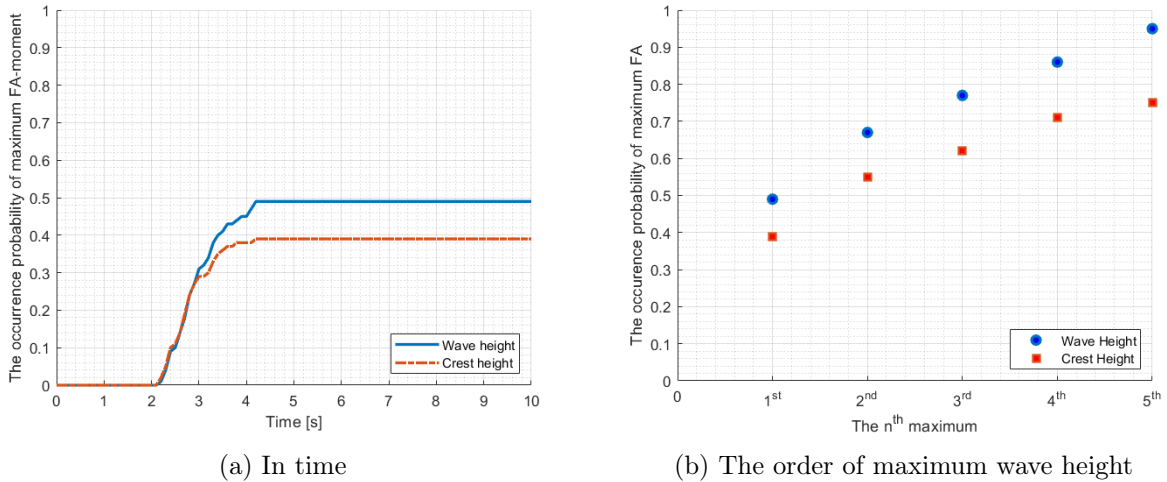 The occurrence probability of maximum FA-moment
1
0.9
0.8
0.7
0.6
0.5
0.4
0.3
0.2
0.1
0
0 1 2 3 4 5 6 7 8 9 10
Time [s]
Wave height
Crest height
(a) In time
The occurence probability of maximum FA
1
0.9
0.8
0.7
0.6
0.5
0.4
0.3
0.2
0.1
0
0 1st 2nd 3rd 4th 5th
The nth maximum
Wave Height
Crest Height
(b) The order of maximum wave height